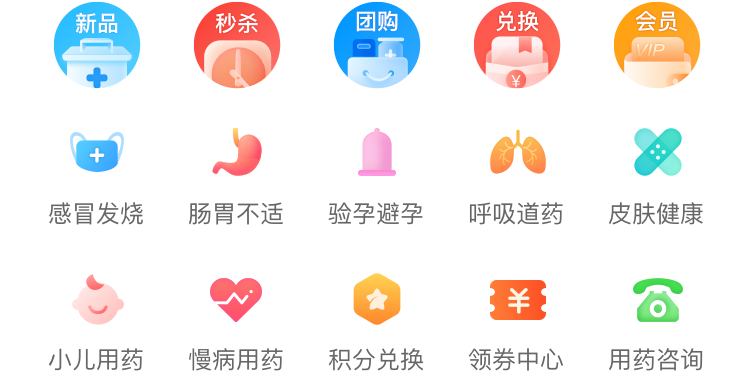 新品 秒杀 团购 兑换 会员
VIP
¥
感冒发烧 肠胃不适 验孕避孕 呼吸道药 皮肤健康
¥
小儿用药 慢病用药 积分兑换 领券中心 用药咨询